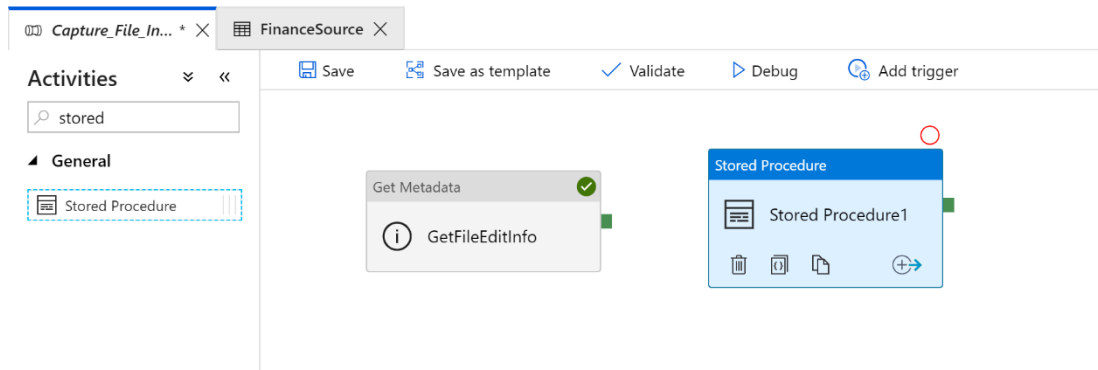 Capture_File_In... *
FinanceSource
Activities
Save
Save as template
Validate
Debug
Add trigger
stored
General
Stored Procedure
Get Metadata
GetFileEditInfo
Stored Procedure
Stored Procedure1